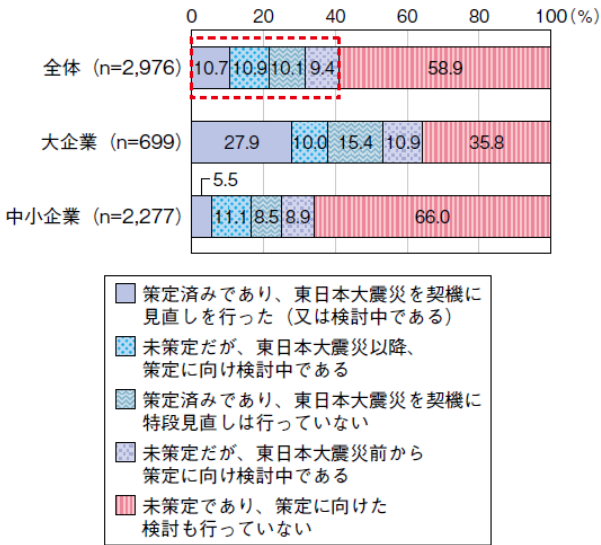 0 20 40 60 80 100(%)
全体（n=2,976） 10.7 10.9 10.1 9.4 58.9
大企業（n=699） 27.9 10.0 15.4 10.9 35.8
5.5
中小企業（n=2,277） 11.1 8.5 8.9 66.0
策定済みであり、東日本大震災を契機に
見直しを行った（又は検討中である）
未策定だが、東日本大震災以降、
策定に向け検討中である
策定済みであり、東日本大震災を契機に
特段見直しは行っていない
未策定だが、東日本大震災前から
策定に向け検討中である
未策定であり、策定に向けた
検討も行っていない